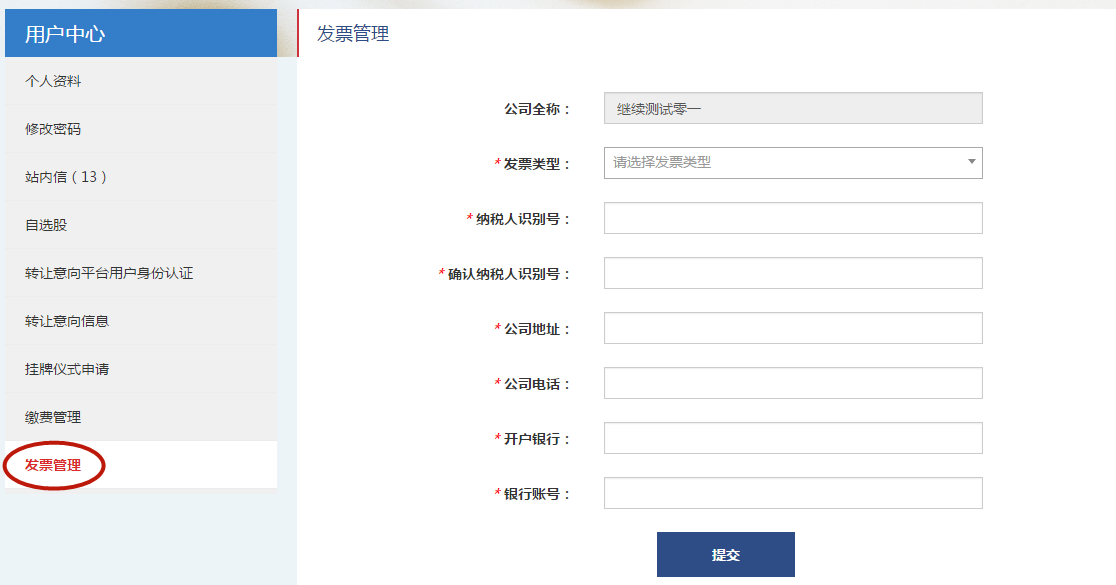 用户中心
个人资料
修改密码
站内信（13）
自选股
转让意向平台用户身份认证
转让意向信息
挂牌仪式申请
缴费管理
发票管理
发票管理
公司全称： 继续测试零一
*发票类型： 请选择发票类型
*纳税人识别号：
*确认纳税人识别号：
*公司地址：
*公司电话：
*开户银行：
*银行账号：
提交